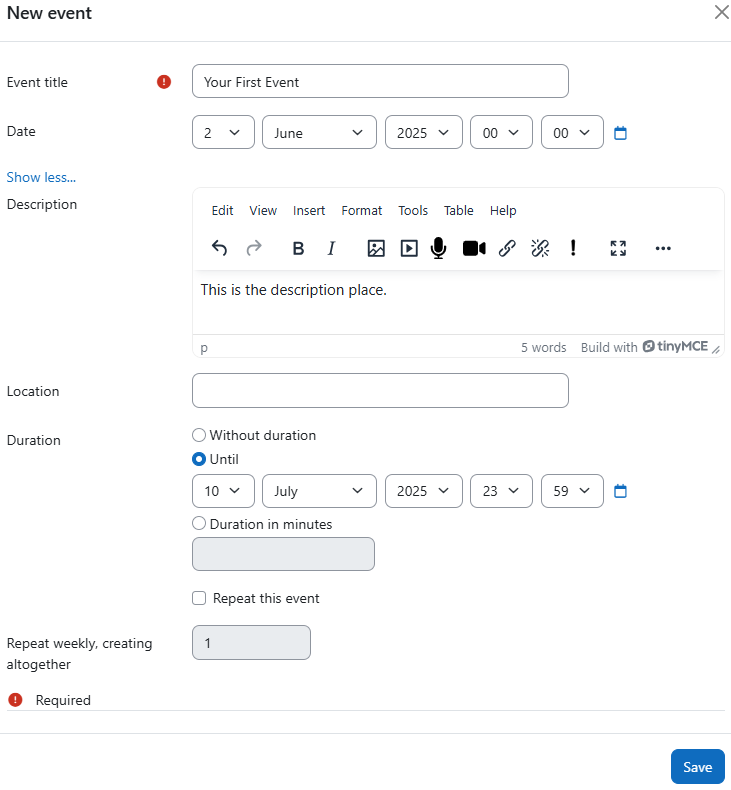 New event
Event title
Your First Event
Date
2 June 2025 00 00
Show less...
Description
Edit View Insert Format Tools Table Help
B I
This is the description place.
p 5 words Build with tinyMCE
Location
Duration
Without duration
Until
10 July 2025 23 59
Duration in minutes
Repeat this event
Repeat weekly, creating
altogether
1
Required
Save